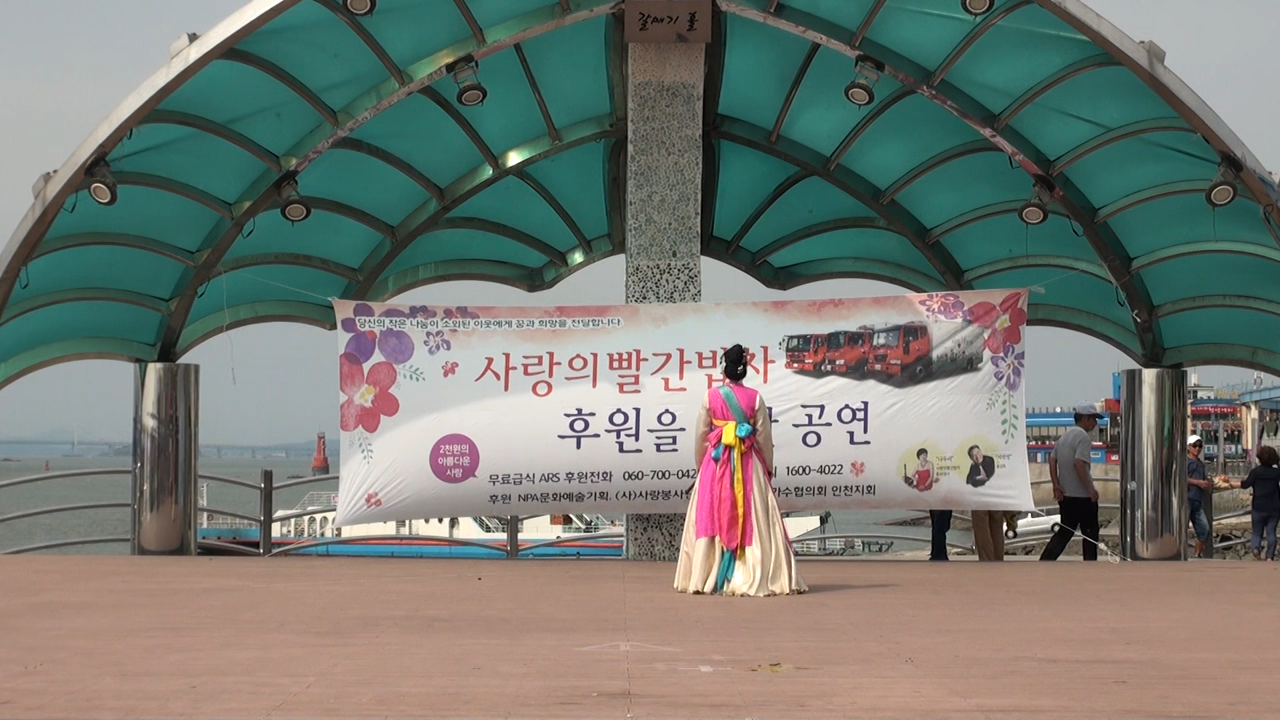 갈매기 홀
당신의 작은 나눔이 소외된 이웃에게 꿈과 희망을 전달합니다
사랑의빨간밥차
후원을 공연
2천원의
아름다운
사랑
무료급식 ARS 후원전화 060-700-042 1600-4022
후원 NPA문화예술기획, (사)사랑봉사 가수협의회 인천지회